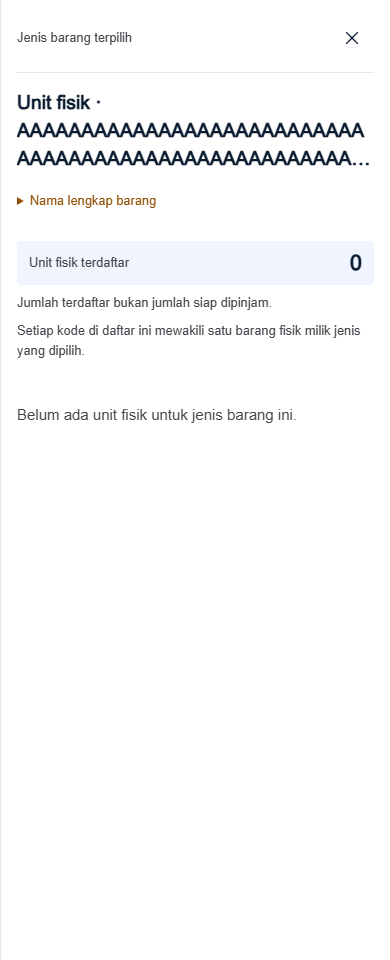 Jenis barang terpilih
Unit fisik ·
AAAAAAAAAAAAAAAAAAAAAAAAAAA
AAAAAAAAAAAAAAAAAAAAAAAAAA…
Nama lengkap barang
Unit fisik terdaftar 0
Jumlah terdaftar bukan jumlah siap dipinjam.
Setiap kode di daftar ini mewakili satu barang fisik milik jenis
yang dipilih.
Belum ada unit fisik untuk jenis barang ini.